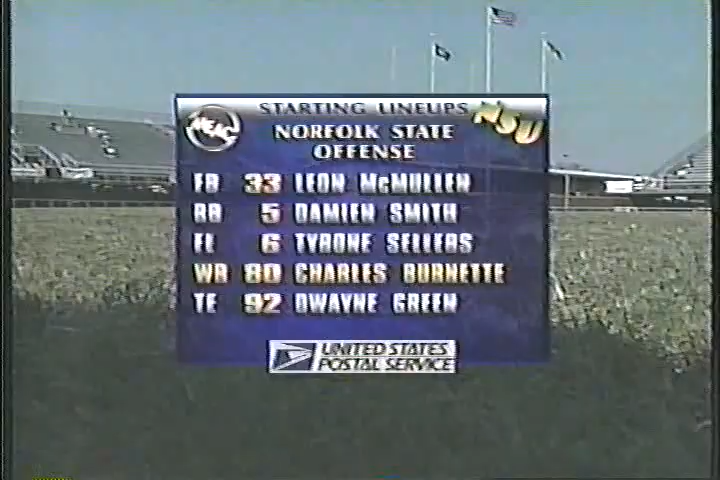 STARTING LINEUPS
MEAC
NSU
NORFOLK STATE
OFFENSE
FB 33 LEON McMULLEN
RB 5 DAMIEN SMITH
FL 6 TYRONE SELLERS
WR 80 CHARLES BURNETTE
TE 92 DWAYNE GREEN
UNITED STATES
POSTAL SERVICE